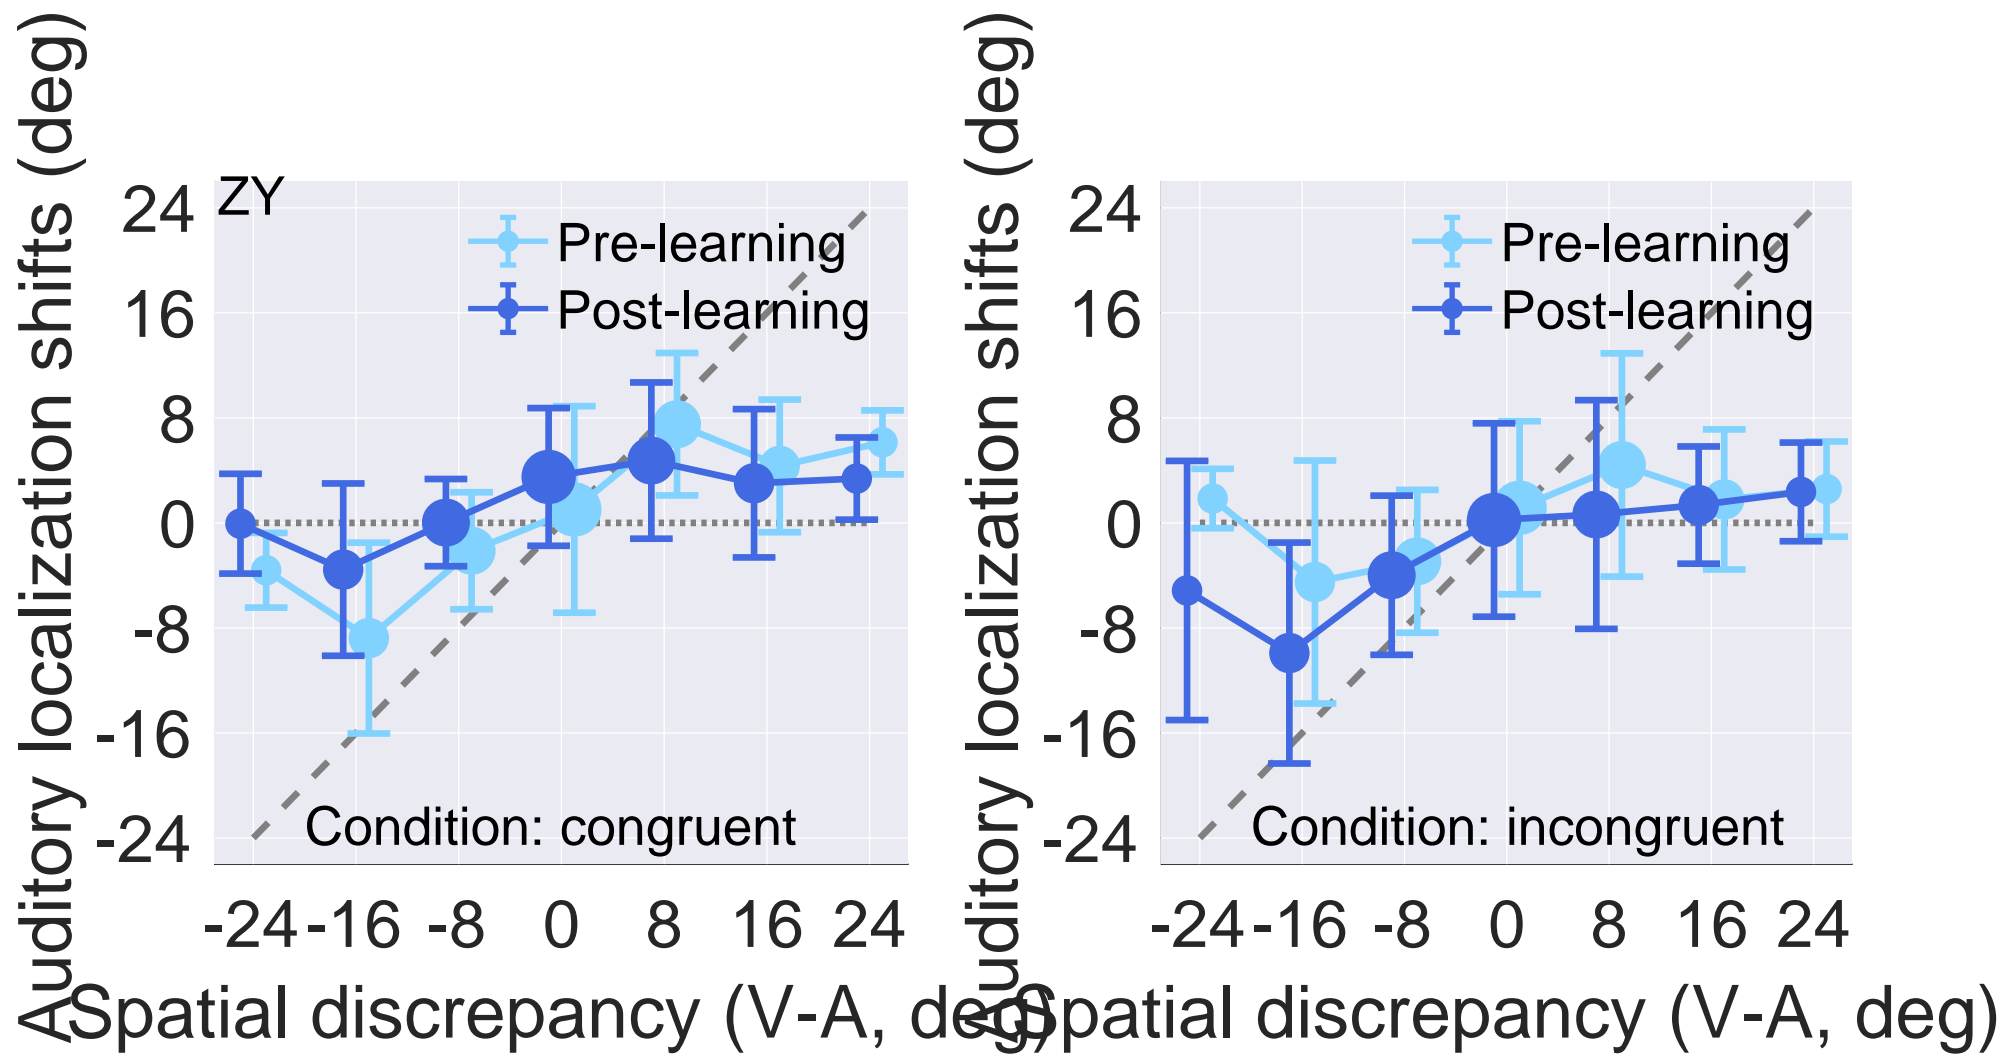 Auditory localization shifts (deg)
24
16
8
0
-8
-16
-24
ZY
Pre-learning
Post-learning
Condition: congruent
-24 -16 -8 0 8 16 24
Spatial discrepancy (V-A, deg)
Auditory localization shifts (deg)
24
16
8
0
-8
-16
-24
Pre-learning
Post-learning
Condition: incongruent
-24 -16 -8 0 8 16 24
Spatial discrepancy (V-A, deg)